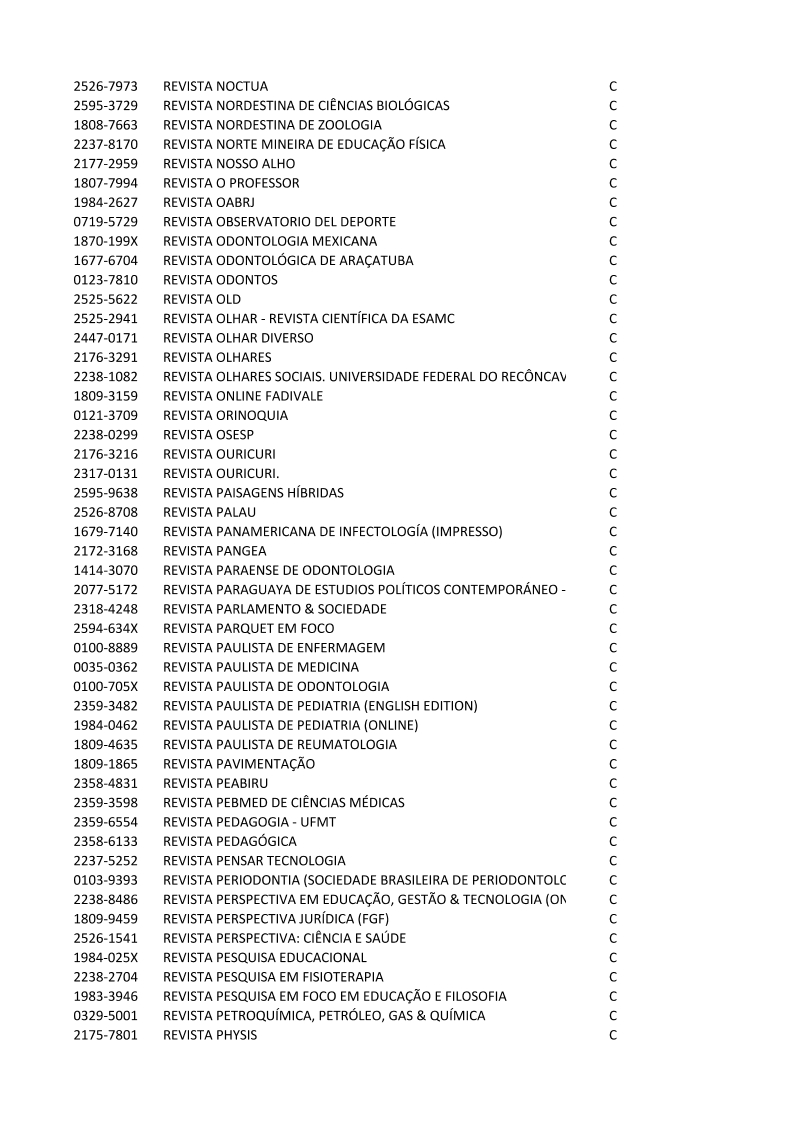 2526-7973 REVISTA NOCTUA C
2595-3729 REVISTA NORDESTINA DE CIÊNCIAS BIOLÓGICAS C
1808-7663 REVISTA NORDESTINA DE ZOOLOGIA C
2237-8170 REVISTA NORTE MINEIRA DE EDUCAÇÃO FÍSICA C
2177-2959 REVISTA NOSSO ALHO C
1807-7994 REVISTA O PROFESSOR C
1984-2627 REVISTA OABRJ C
0719-5729 REVISTA OBSERVATORIO DEL DEPORTE C
1870-199X REVISTA ODONTOLOGIA MEXICANA C
1677-6704 REVISTA ODONTOLÓGICA DE ARAÇATUBA C
0123-7810 REVISTA ODONTOS C
2525-5622 REVISTA OLD C
2525-2941 REVISTA OLHAR - REVISTA CIENTÍFICA DA ESAMC C
2447-0171 REVISTA OLHAR DIVERSO C
2176-3291 REVISTA OLHARES C
2238-1082 REVISTA OLHARES SOCIAIS. UNIVERSIDADE FEDERAL DO RECÔNCAV C
1809-3159 REVISTA ONLINE FADIVALE C
0121-3709 REVISTA ORINOQUIA C
2238-0299 REVISTA OSESP C
2176-3216 REVISTA OURICURI C
2317-0131 REVISTA OURICURI. C
2595-9638 REVISTA PAISAGENS HÍBRIDAS C
2526-8708 REVISTA PALAU C
1679-7140 REVISTA PANAMERICANA DE INFECTOLOGÍA (IMPRESSO) C
2172-3168 REVISTA PANGEA C
1414-3070 REVISTA PARAENSE DE ODONTOLOGIA C
2077-5172 REVISTA PARAGUAYA DE ESTUDIOS POLÍTICOS CONTEMPORÁNEO - C
2318-4248 REVISTA PARLAMENTO & SOCIEDADE C
2594-634X REVISTA PARQUET EM FOCO C
0100-8889 REVISTA PAULISTA DE ENFERMAGEM C
0035-0362 REVISTA PAULISTA DE MEDICINA C
0100-705X REVISTA PAULISTA DE ODONTOLOGIA C
2359-3482 REVISTA PAULISTA DE PEDIATRIA (ENGLISH EDITION) C
1984-0462 REVISTA PAULISTA DE PEDIATRIA (ONLINE) C
1809-4635 REVISTA PAULISTA DE REUMATOLOGIA C
1809-1865 REVISTA PAVIMENTAÇÃO C
2358-4831 REVISTA PEABIRU C
2359-3598 REVISTA PEBMED DE CIÊNCIAS MÉDICAS C
2359-6554 REVISTA PEDAGOGIA - UFMT C
2358-6133 REVISTA PEDAGÓGICA C
2237-5252 REVISTA PENSAR TECNOLOGIA C
0103-9393 REVISTA PERIODONTIA (SOCIEDADE BRASILEIRA DE PERIODONTOLO C
2238-8486 REVISTA PERSPECTIVA EM EDUCAÇÃO, GESTÃO & TECNOLOGIA (ON C
1809-9459 REVISTA PERSPECTIVA JURÍDICA (FGF) C
2526-1541 REVISTA PERSPECTIVA: CIÊNCIA E SAÚDE C
1984-025X REVISTA PESQUISA EDUCACIONAL C
2238-2704 REVISTA PESQUISA EM FISIOTERAPIA C
1983-3946 REVISTA PESQUISA EM FOCO EM EDUCAÇÃO E FILOSOFIA C
0329-5001 REVISTA PETROQUÍMICA, PETRÓLEO, GAS & QUÍMICA C
2175-7801 REVISTA PHYSIS C